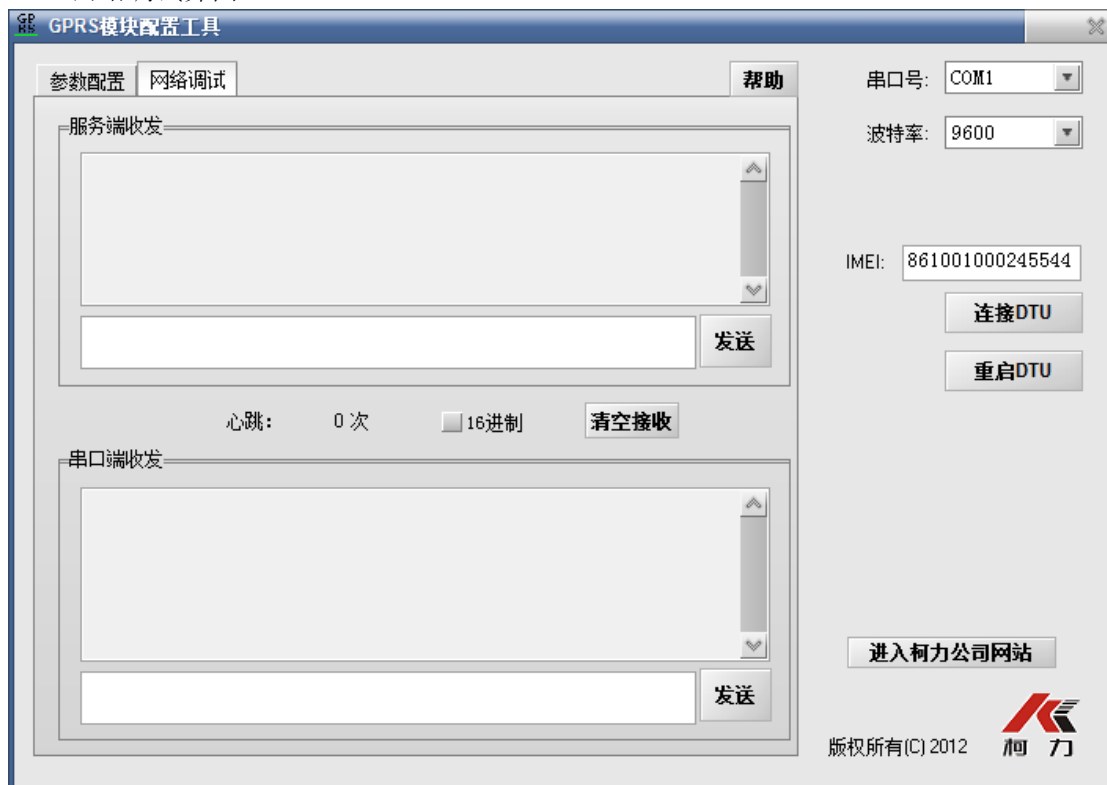 GPRS模块配置工具
参数配置 网络调试 帮助
串口号: COM1
波特率: 9600
服务端收发
IMEI: 861001000245544
连接DTU
发送
重启DTU
心跳: 0 次 16进制 清空接收
串口端收发
进入柯力公司网站
发送
版权所有(C) 2012 柯力